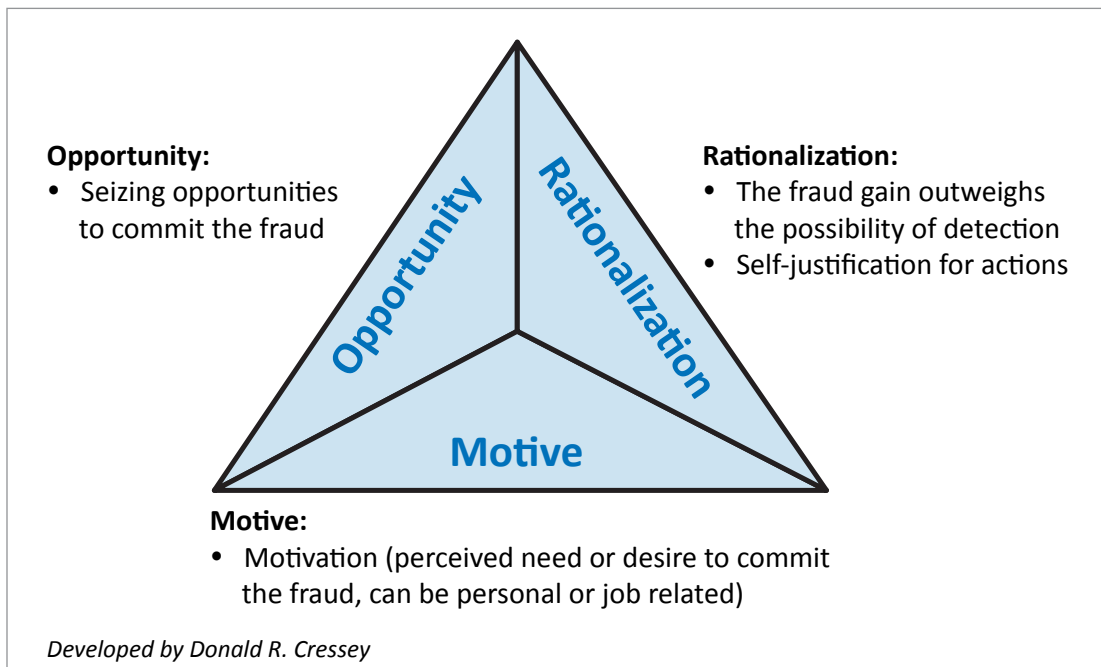 Opportunity:
• Seizing opportunities
to commit the fraud
Rationalization:
• The fraud gain outweighs
the possibility of detection
• Self-justification for actions
Opportunity
Rationalization
Motive
Motive:
• Motivation (perceived need or desire to commit
the fraud, can be personal or job related)
Developed by Donald R. Cressey